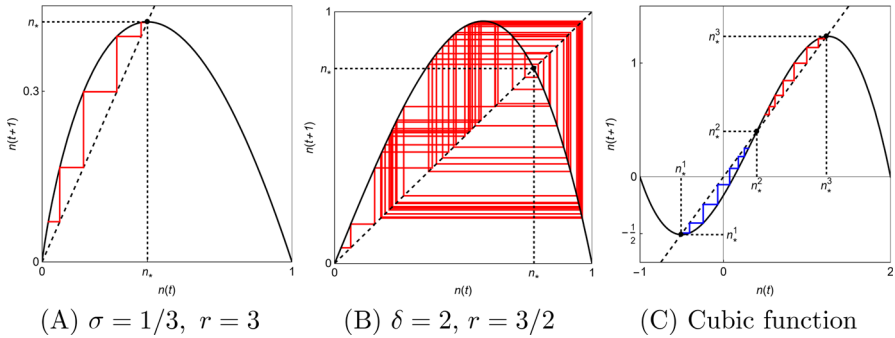 n*
0.3
0
0
n*
1
n(t+1)
n(t)
(A) σ = 1/3, r = 3
1
n*
0
0
n*
1
n(t+1)
n(t)
(B) δ = 2, r = 3/2
n*³
1
n*²
n*¹
n*²
n*³
0
-1/2
n*¹
-1
0
2
n(t+1)
n(t)
(C) Cubic function